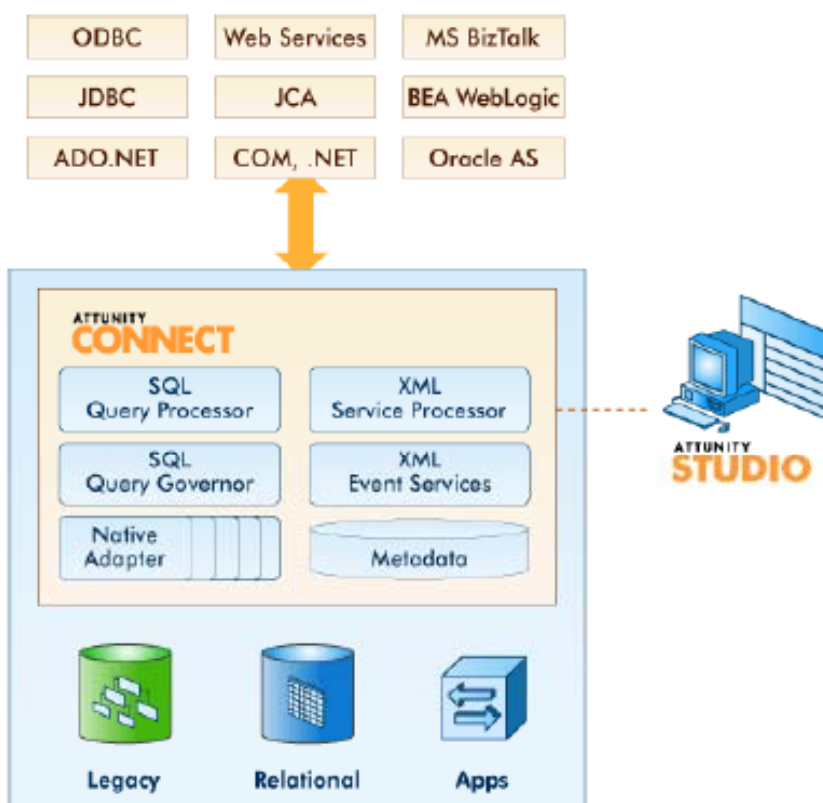 ODBC
Web Services
MS BizTalk
JDBC
JCA
BEA WebLogic
ADO.NET
COM, .NET
Oracle AS
ATTUNITY
CONNECT
SQL
Query Processor
XML
Service Processor
SQL
Query Governor
XML
Event Services
Native
Adapter
Metadata
ATTUNITY
STUDIO
Legacy
Relational
Apps